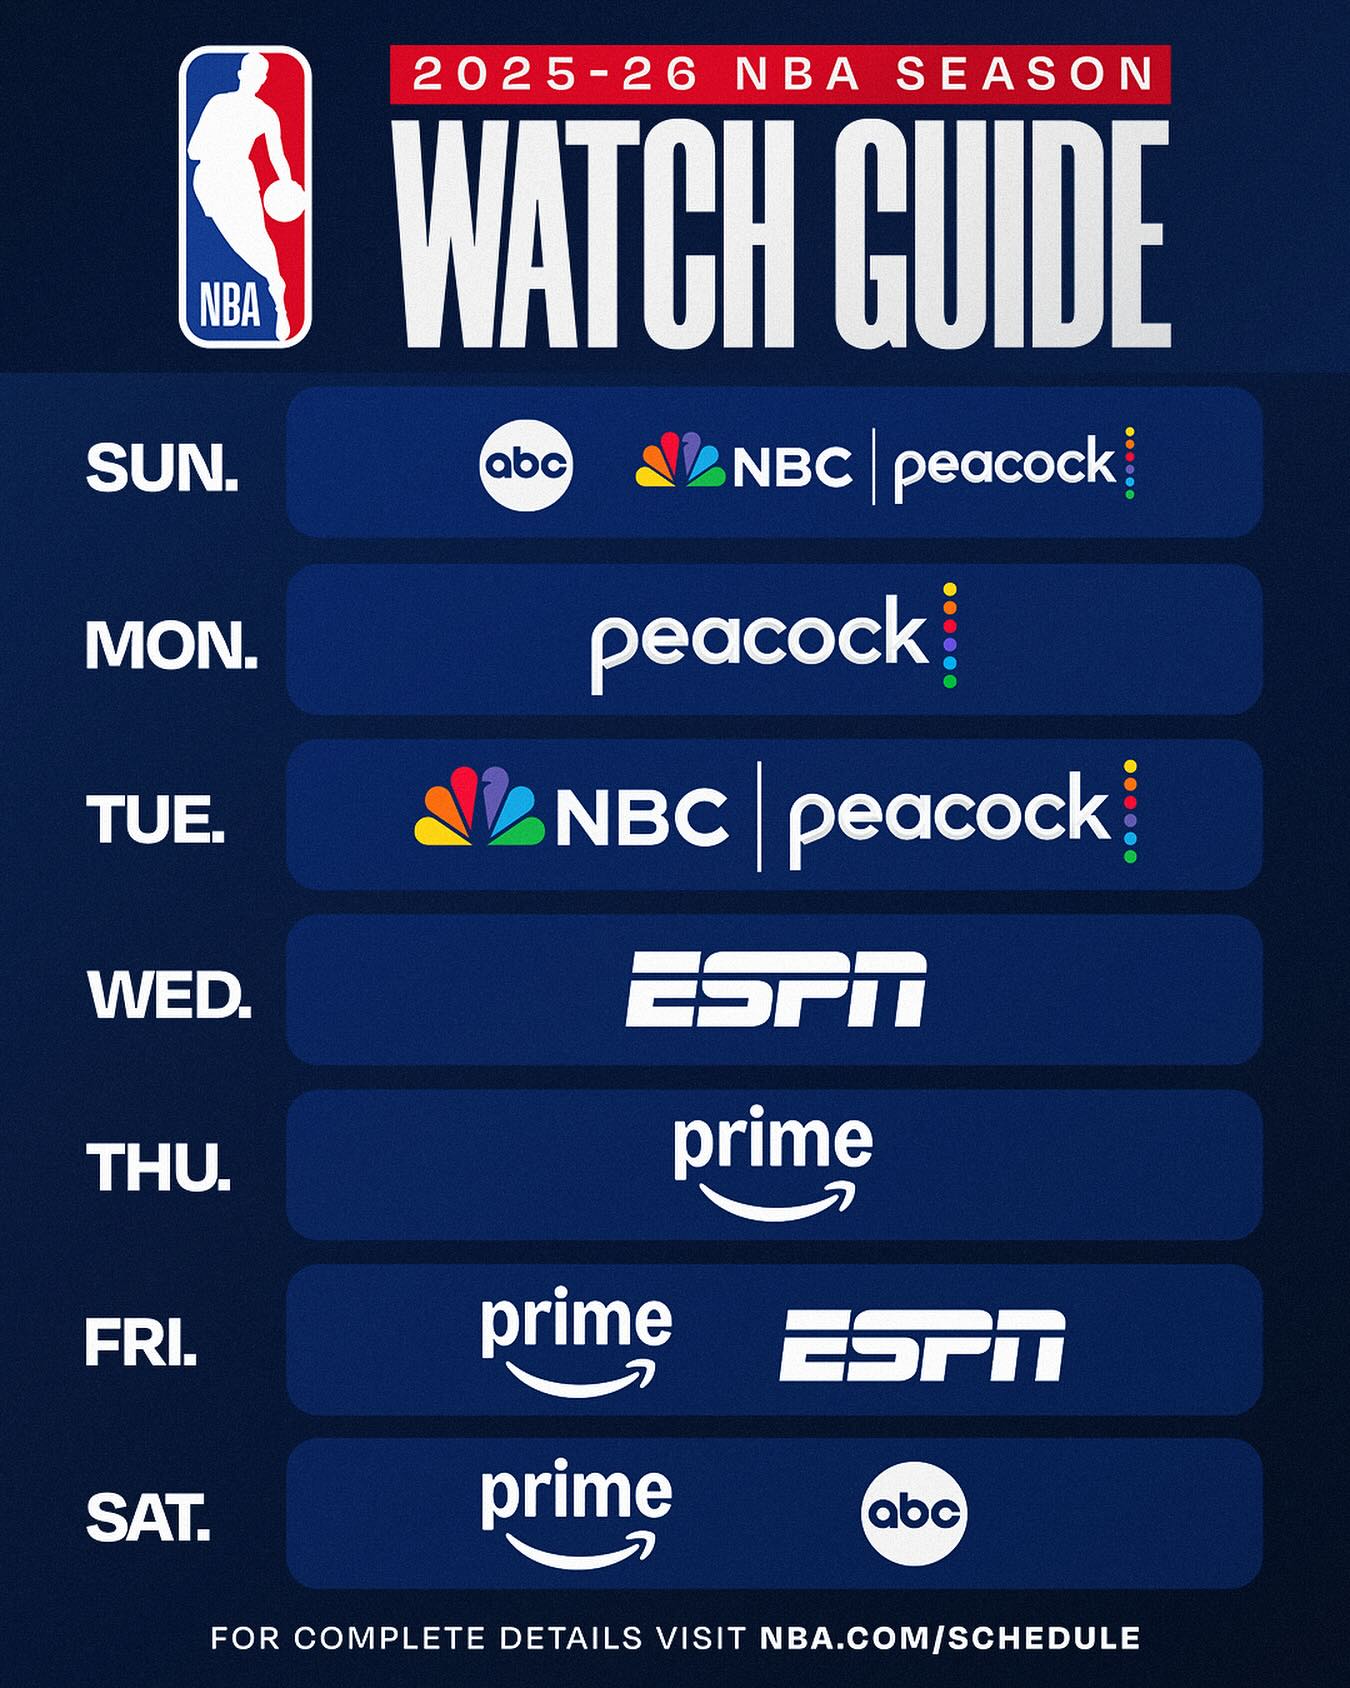 2025-26 NBA SEASON
WATCH GUIDE
NBA
SUN. abc NBC peacock
MON. peacock
TUE. NBC peacock
WED. ESPN
THU. prime
FRI. prime ESPN
SAT. prime abc
FOR COMPLETE DETAILS VISIT NBA.COM/SCHEDULE